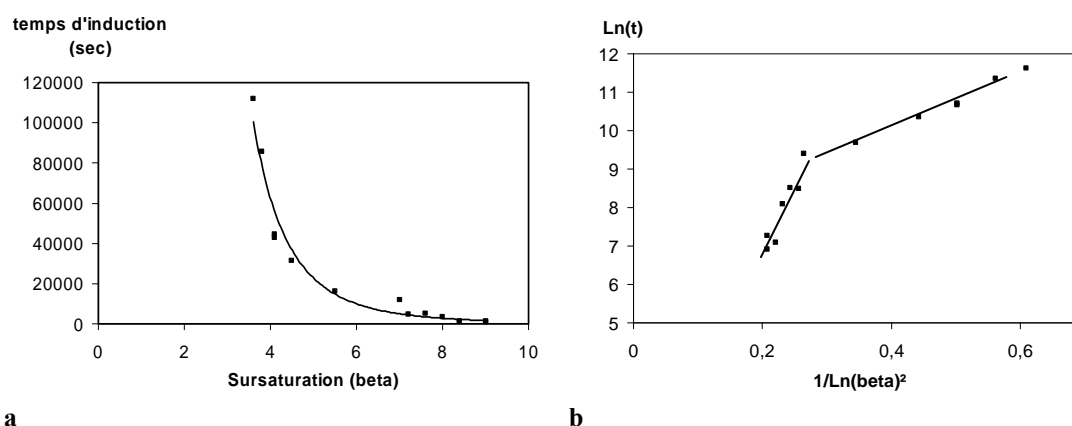 temps d'induction
(sec)
120000
100000
80000
60000
40000
20000
0
0 2 4 6 8 10
Sursaturation (beta)
a
Ln(t)
12
11
10
9
8
7
6
5
0 0,2 0,4 0,6
1/Ln(beta)²
b